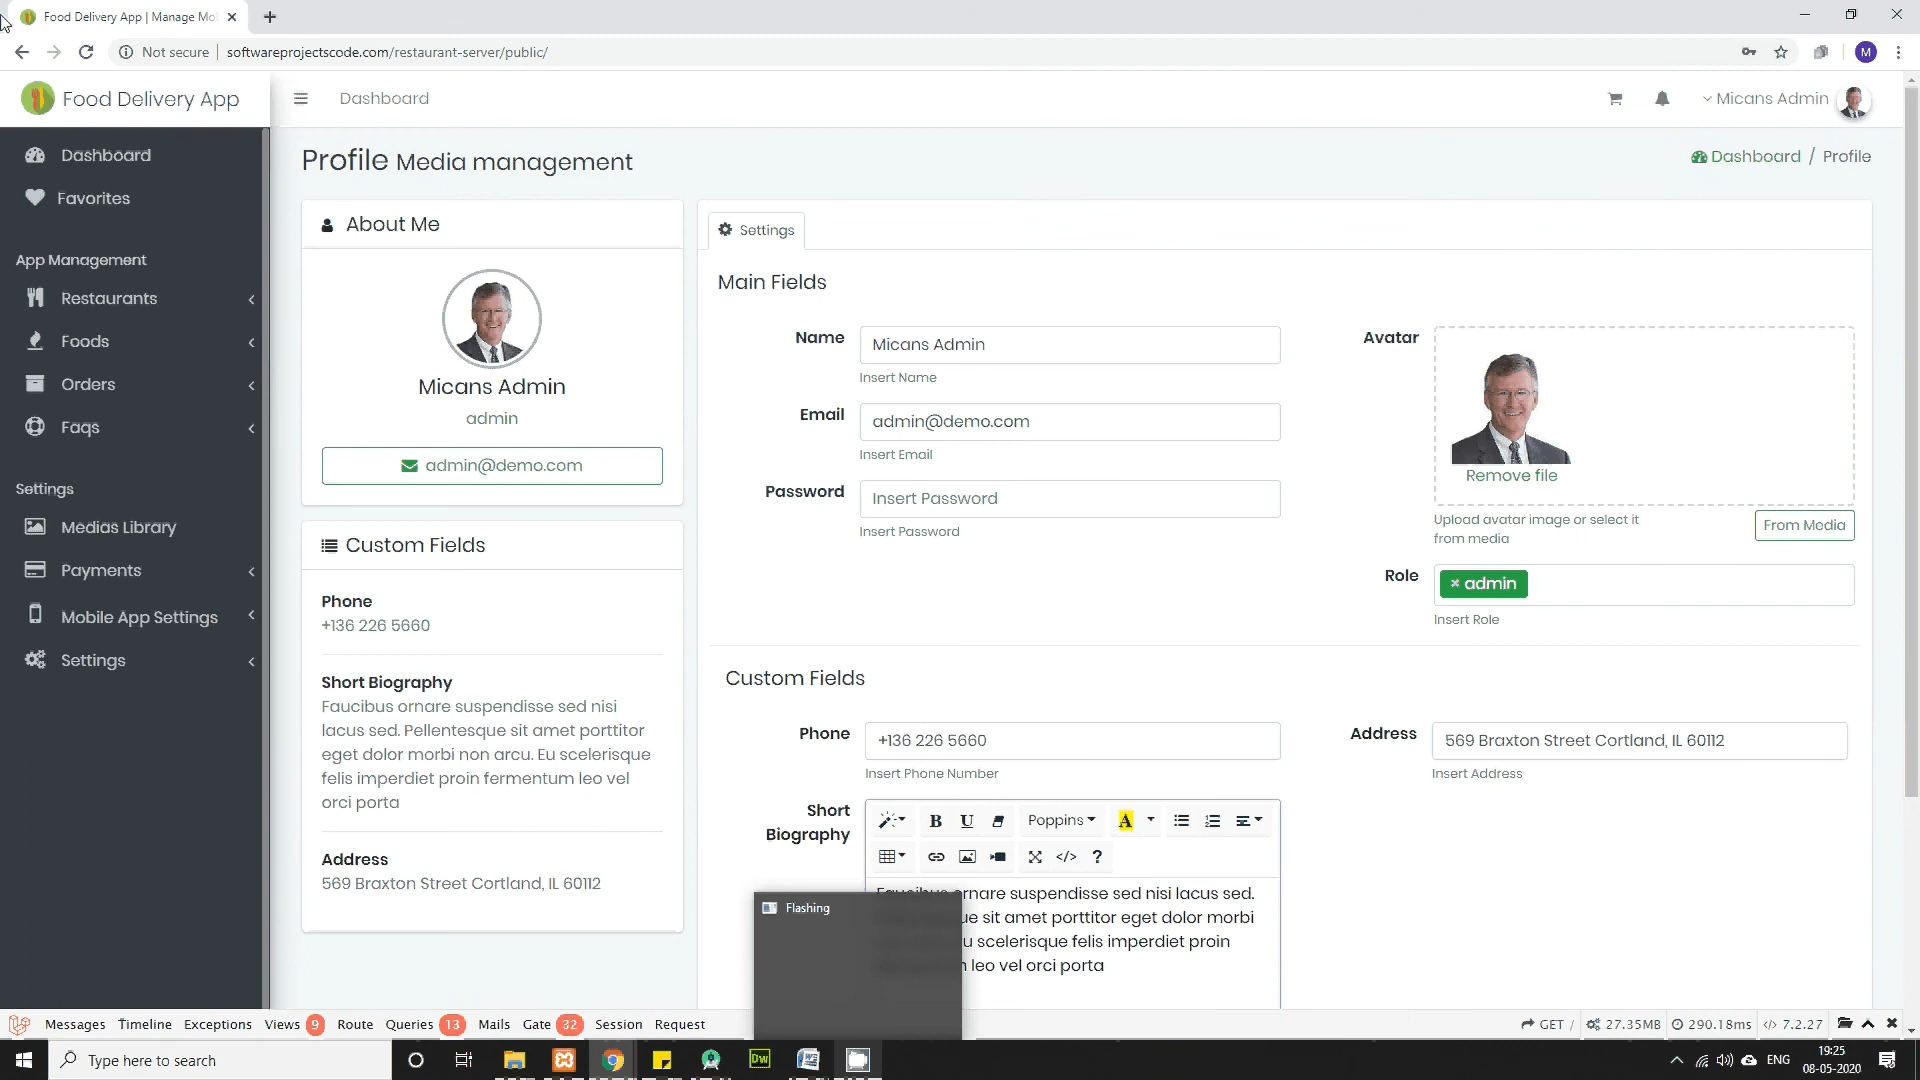 Food Delivery App | Manage Mo
Not secure
softwareprojectscode.com/restaurant-server/public/
M
Food Delivery App
Dashboard
Micans Admin
Dashboard
Favorites
App Management
Restaurants
Foods
Orders
Faqs
Settings
Medias Library
Payments
Mobile App Settings
Settings
Profile Media management
Dashboard / Profile
About Me
Micans Admin
admin
admin@demo.com
Custom Fields
Phone
+136 226 5660
Short Biography
Faucibus ornare suspendisse sed nisi
lacus sed. Pellentesque sit amet porttitor
eget dolor morbi non arcu. Eu scelerisque
felis imperdiet proin fermentum leo vel
orci porta
Address
569 Braxton Street Cortland, IL 60112
Settings
Main Fields
Name
Micans Admin
Insert Name
Email
admin@demo.com
Insert Email
Password
Insert Password
Insert Password
Avatar
Remove file
Upload avatar image or select it
from media
From Media
Role
× admin
Insert Role
Custom Fields
Phone
+136 226 5660
Insert Phone Number
Address
569 Braxton Street Cortland, IL 60112
Insert Address
Short
Biography
B U Poppins A
</> ?
Faucibus ornare suspendisse sed nisi lacus sed.
sit amet porttitor eget dolor morbi
scelerisque felis imperdiet proin
leo vel orci porta
Flashing
Messages Timeline Exceptions Views 9 Route Queries 13 Mails Gate 32 Session Request
GET / 27.35MB 290.18ms </> 7.2.27
Type here to search
Dw
ENG
19:25
08-05-2020